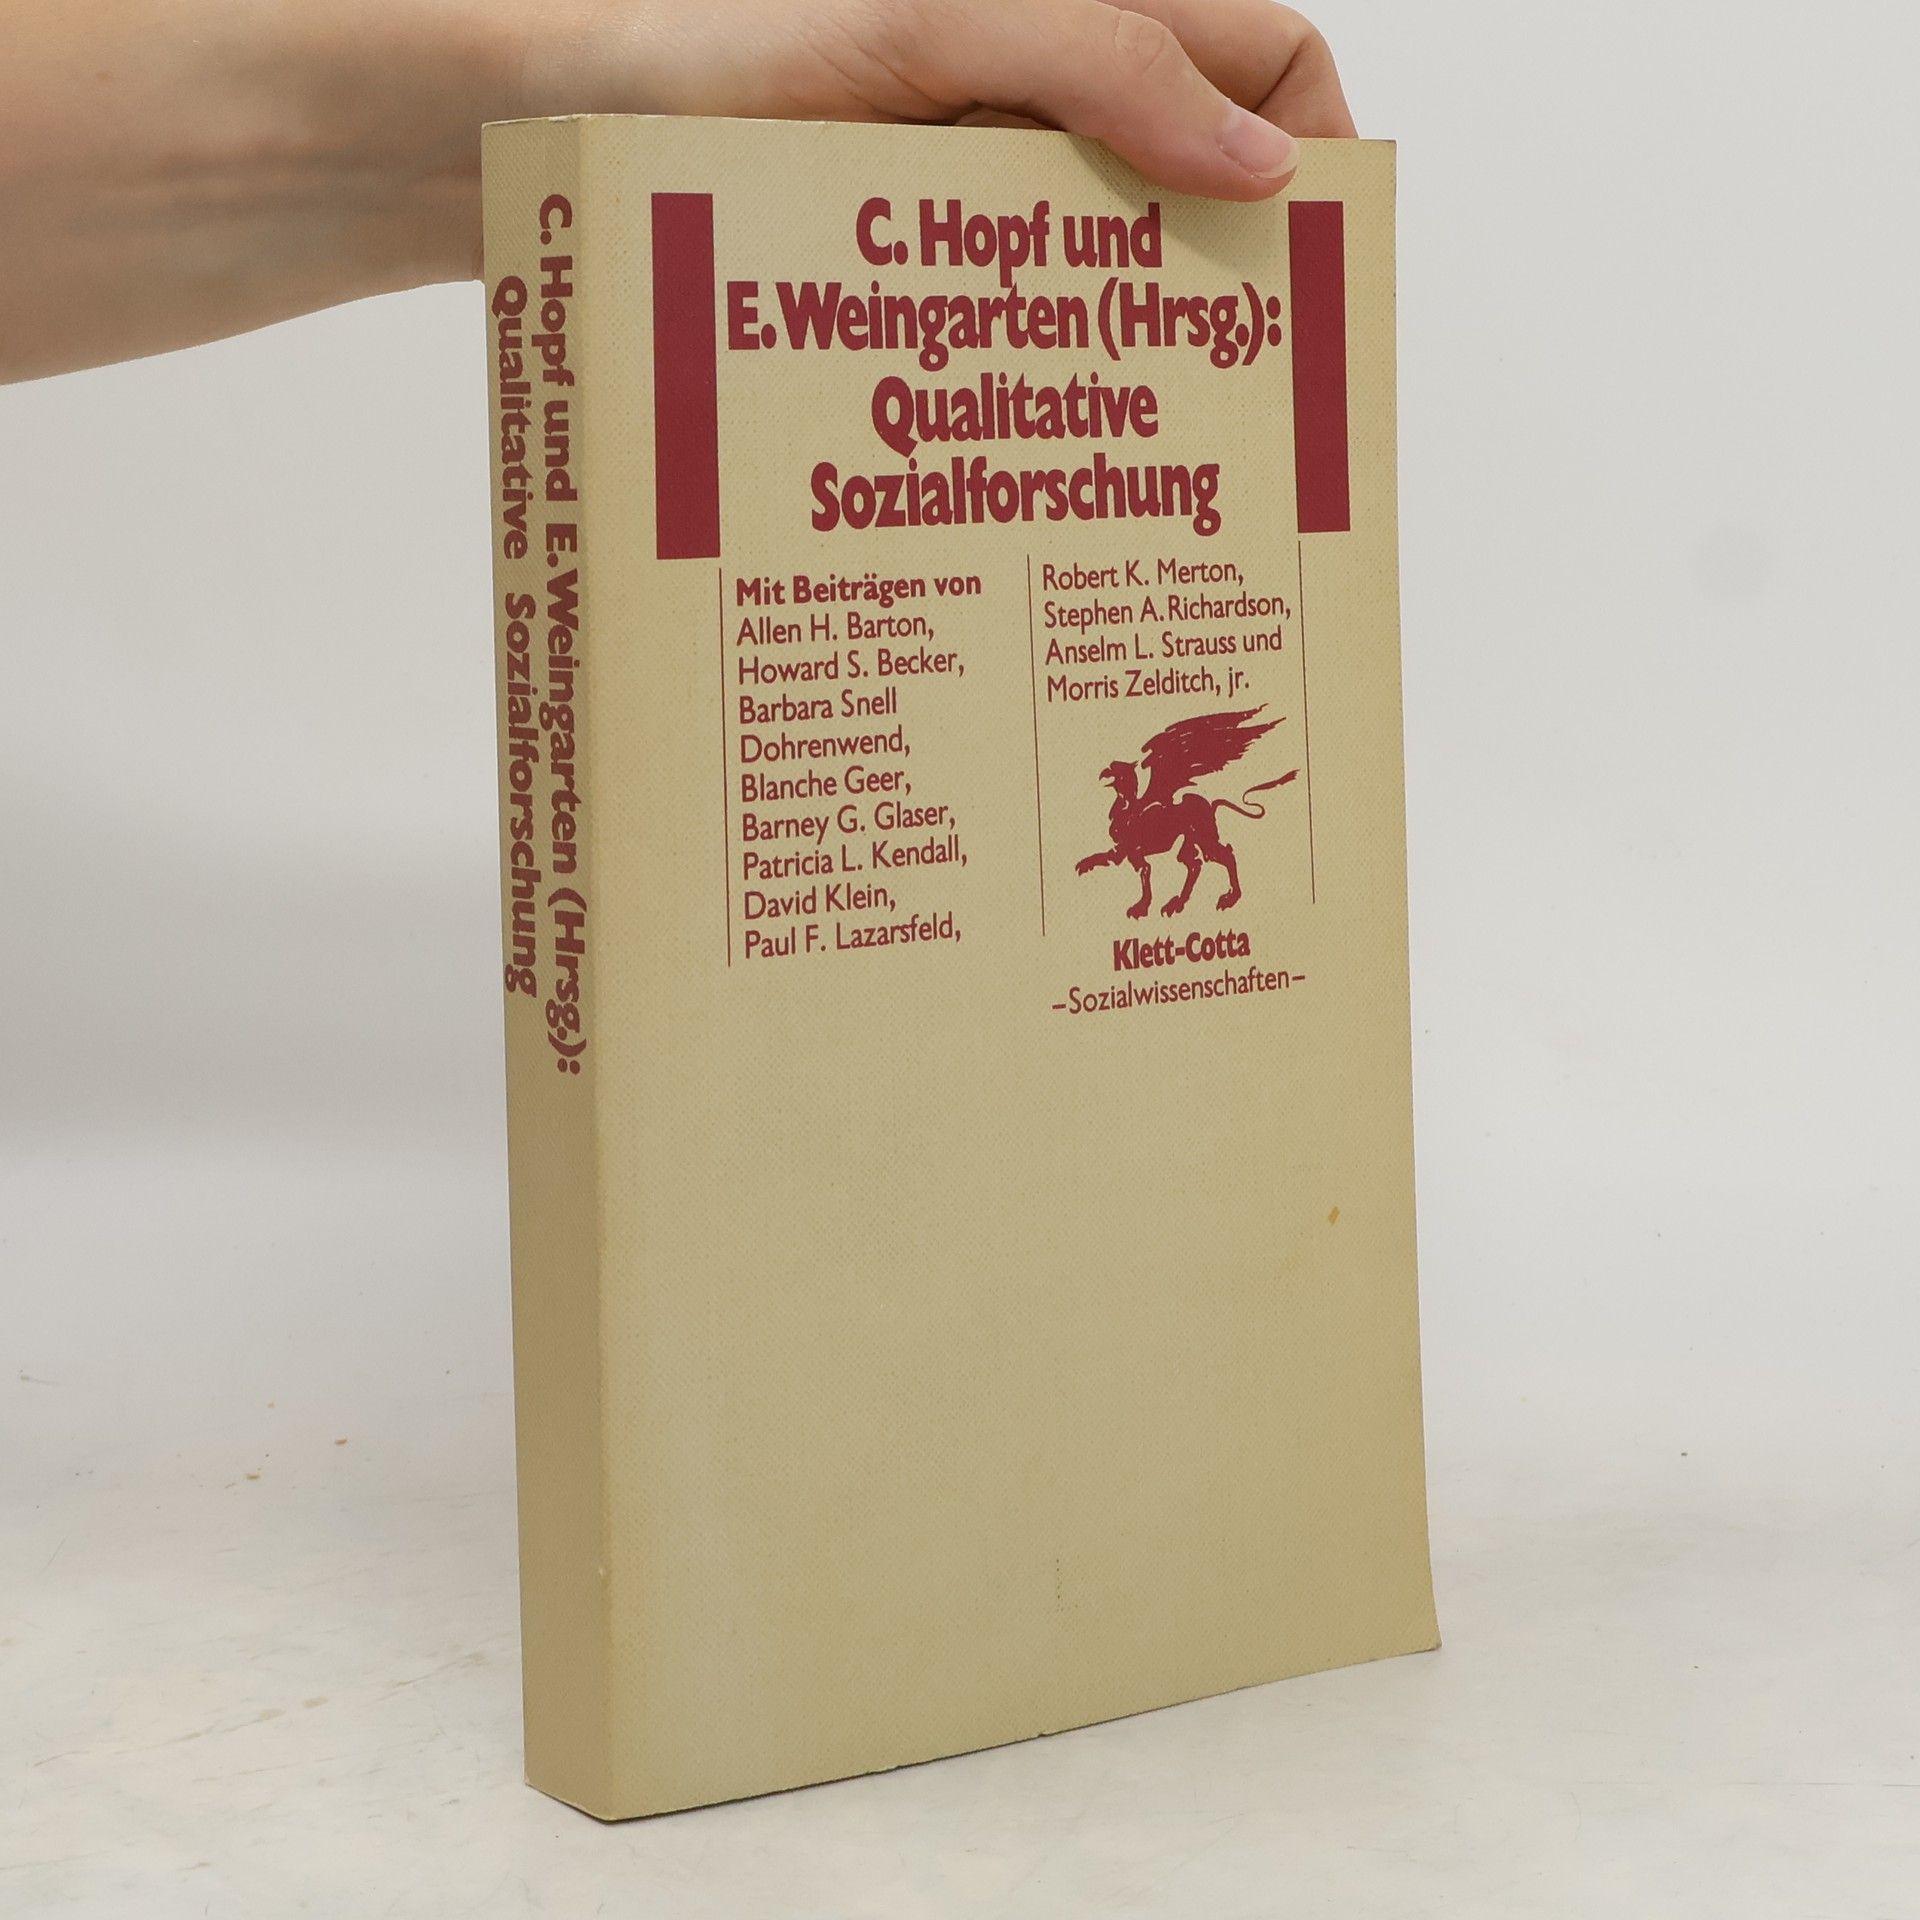 C. Hopf und E. Weingarten (Hrsg.):
Qualitative Sozialforschung
C. Hopf und
E. Weingarten (Hrsg.):
Qualitative
Sozialforschung
Mit Beiträgen von
Allen H. Barton,
Howard S. Becker,
Barbara Snell
Dohrenwend,
Blanche Geer,
Barney G. Glaser,
Patricia L. Kendall,
David Klein,
Paul F. Lazarsfeld,
Robert K. Merton,
Stephen A. Richardson,
Anselm L. Strauss und
Morris Zelditch, jr.
Klett-Cotta
–Sozialwissenschaften–